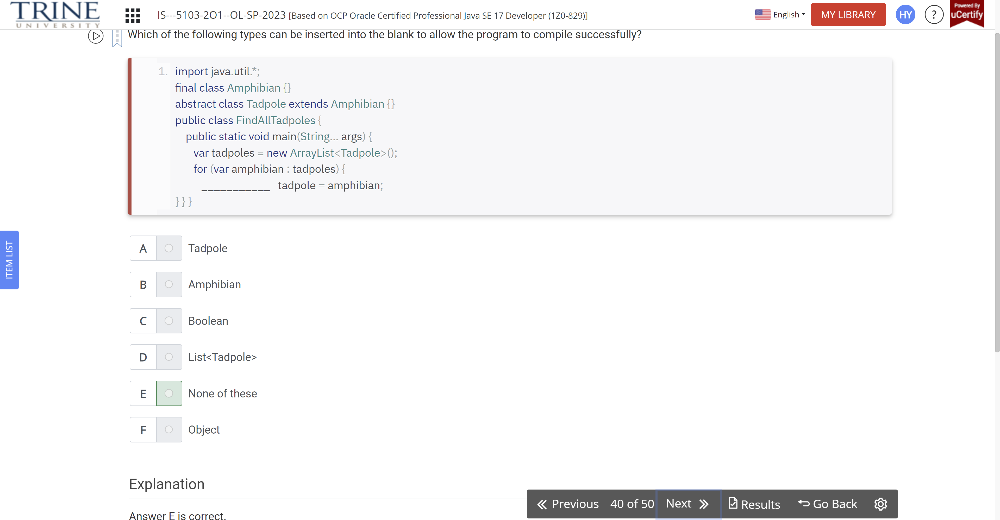 TRINE
UNIVERSITY
IS---5103-2O1--OL-SP-2023 [Based on OCP Oracle Certified Professional Java SE 17 Developer (1Z0-829)]
English
MY LIBRARY
HY
?
Powered By
uCertify
Which of the following types can be inserted into the blank to allow the program to compile successfully?
1. import java.util.*;
final class Amphibian {}
abstract class Tadpole extends Amphibian {}
public class FindAllTadpoles {
public static void main(String... args) {
var tadpoles = new ArrayList<Tadpole>();
for (var amphibian : tadpoles) {
___________ tadpole = amphibian;
} } }
ITEM LIST
A Tadpole
B Amphibian
C Boolean
D List<Tadpole>
E None of these
F Object
Explanation
Answer E is correct.
Previous 40 of 50 Next Results Go Back